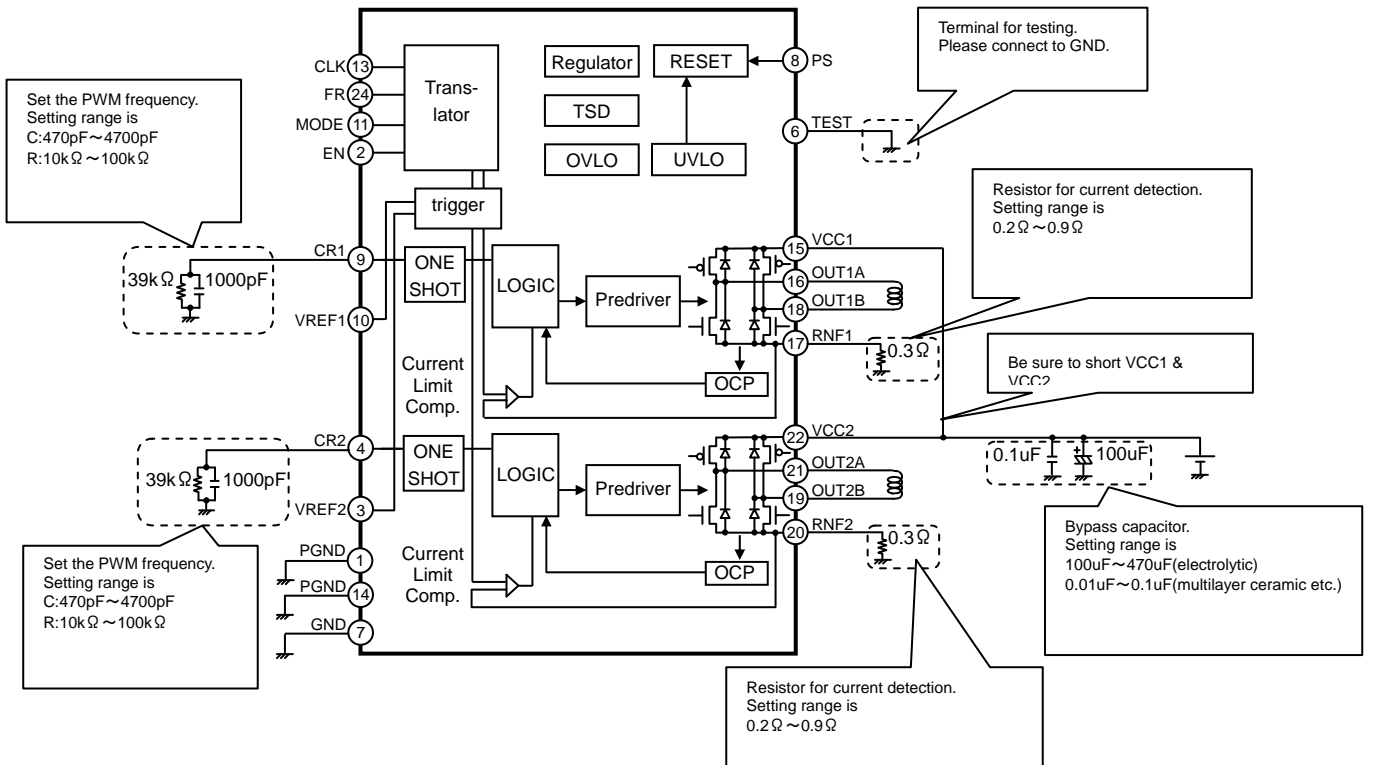 Terminal for testing.
Please connect to GND.
CLK 13
FR 24
MODE 11
EN 2
Trans-
lator
Regulator
RESET
8 PS
TSD
6 TEST
OVLO
UVLO
Set the PWM frequency.
Setting range is
C:470pF～4700pF
R:10kΩ～100kΩ
trigger
Resistor for current detection.
Setting range is
0.2Ω～0.9Ω
CR1
9
39kΩ
1000pF
ONE
SHOT
LOGIC
Predriver
15 VCC1
16 OUT1A
18 OUT1B
17 RNF1
VREF1 10
0.3Ω
Current
Limit
Comp.
OCP
Be sure to short VCC1 &
VCC2
CR2
4
39kΩ
1000pF
ONE
SHOT
LOGIC
Predriver
22 VCC2
21 OUT2A
19 OUT2B
20 RNF2
0.1uF
+
100uF
VREF2 3
0.3Ω
Current
Limit
Comp.
OCP
PGND
1
PGND
14
GND
7
Set the PWM frequency.
Setting range is
C:470pF～4700pF
R:10kΩ～100kΩ
Bypass capacitor.
Setting range is
100uF～470uF(electrolytic)
0.01uF～0.1uF(multilayer ceramic etc.)
Resistor for current detection.
Setting range is
0.2Ω～0.9Ω